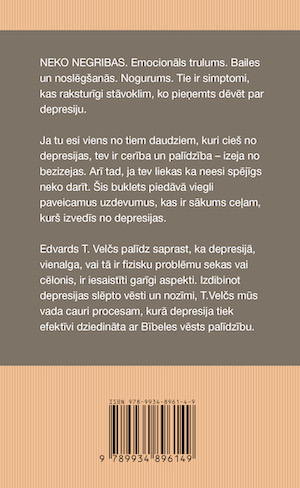 NEKO NEGRIBAS. Emocionāls trulums. Bailes
un noslēgšanās. Nogurums. Tie ir simptomi,
kas raksturīgi stāvoklim, ko pieņemts dēvēt par
depresiju.
Ja tu esi viens no tiem daudziem, kuri cieš no
depresijas, tev ir cerība un palīdzība – izeja no
bezizejas. Arī tad, ja tev liekas ka neesi spējīgs
neko darīt. Šis buklets piedāvā viegli
paveicamus uzdevumus, kas ir sākums ceļam,
kurš izvedīs no depresijas.
Edvards T. Velčs palīdz saprast, ka depresijā,
vienalga, vai tā ir fizisku problēmu sekas vai
cēlonis, ir iesaistīti garīgi aspekti. Izdibinot
depresijas slēpto vēsti un nozīmi, T.Velčs mūs
vada cauri procesam, kurā depresija tiek
efektīvi dziedināta ar Bībeles vēsts palīdzību.
ISBN 978-9934-8961-4-9
9 789934 896149